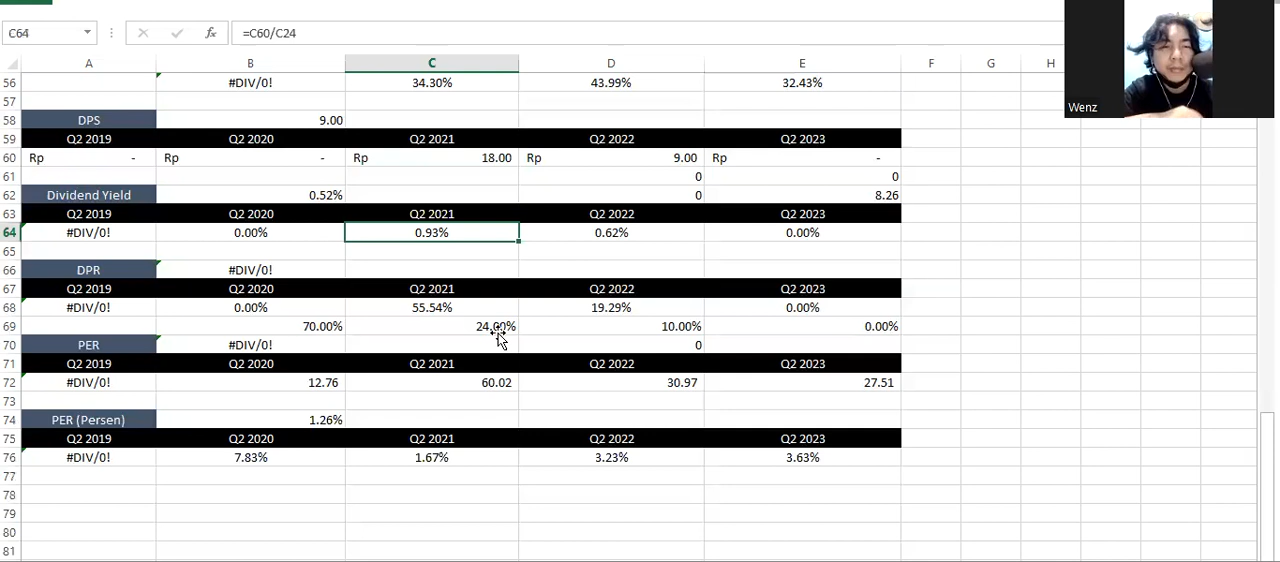 C64 fx =C60/C24
A B C D E F G H
56 #DIV/0! 34.30% 43.99% 32.43%
57
58 DPS 9.00
59 Q2 2019 Q2 2020 Q2 2021 Q2 2022 Q2 2023
60 Rp - Rp - Rp 18.00 Rp 9.00 Rp -
61 0 0
62 Dividend Yield 0.52% 0 8.26
63 Q2 2019 Q2 2020 Q2 2021 Q2 2022 Q2 2023
64 #DIV/0! 0.00% 0.93% 0.62% 0.00%
65
66 DPR #DIV/0!
67 Q2 2019 Q2 2020 Q2 2021 Q2 2022 Q2 2023
68 #DIV/0! 0.00% 55.54% 19.29% 0.00%
69 70.00% 24.00% 10.00% 0.00%
70 PER #DIV/0! 0
71 Q2 2019 Q2 2020 Q2 2021 Q2 2022 Q2 2023
72 #DIV/0! 12.76 60.02 30.97 27.51
73
74 PER (Persen) 1.26%
75 Q2 2019 Q2 2020 Q2 2021 Q2 2022 Q2 2023
76 #DIV/0! 7.83% 1.67% 3.23% 3.63%
77
78
79
80
81
Wenz